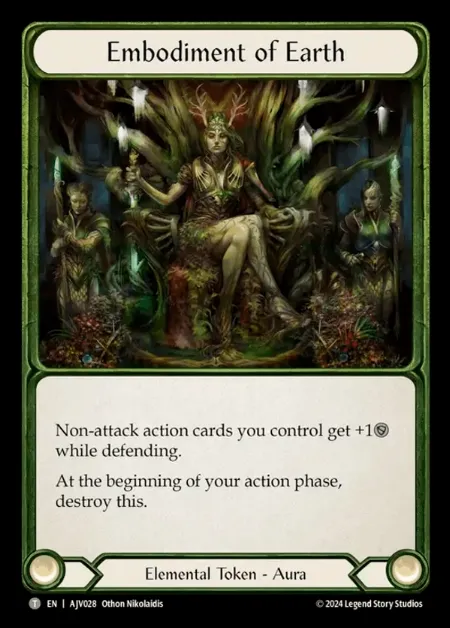 Embodiment of Earth
Non-attack action cards you control get +1
while defending.
At the beginning of your action phase,
destroy this.
Elemental Token - Aura
T EN | AJV028 Othon Nikolaidis © 2024 Legend Story Studios